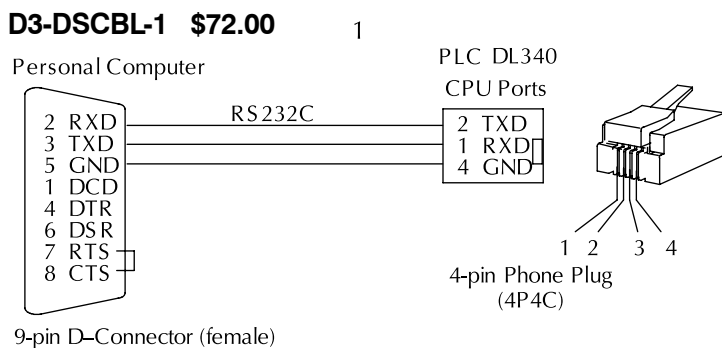 D3-DSCBL-1 $72.00
1
Personal Computer
PLC DL340
CPU Ports
RS232C
2 RXD
3 TXD
5 GND
1 DCD
4 DTR
6 DSR
7 RTS
8 CTS
2 TXD
1 RXD
4 GND
1 2 3 4
4-pin Phone Plug
(4P4C)
9-pin D–Connector (female)